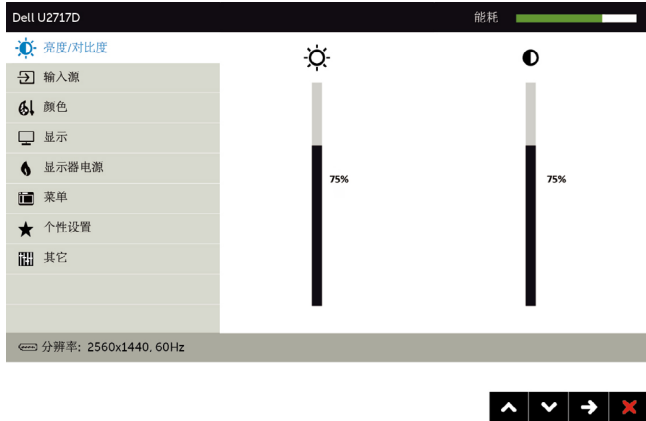 Dell U2717D
能耗
亮度/对比度
输入源
颜色
显示
显示器电源
菜单
个性设置
其它
75%
75%
分辨率: 2560x1440, 60Hz